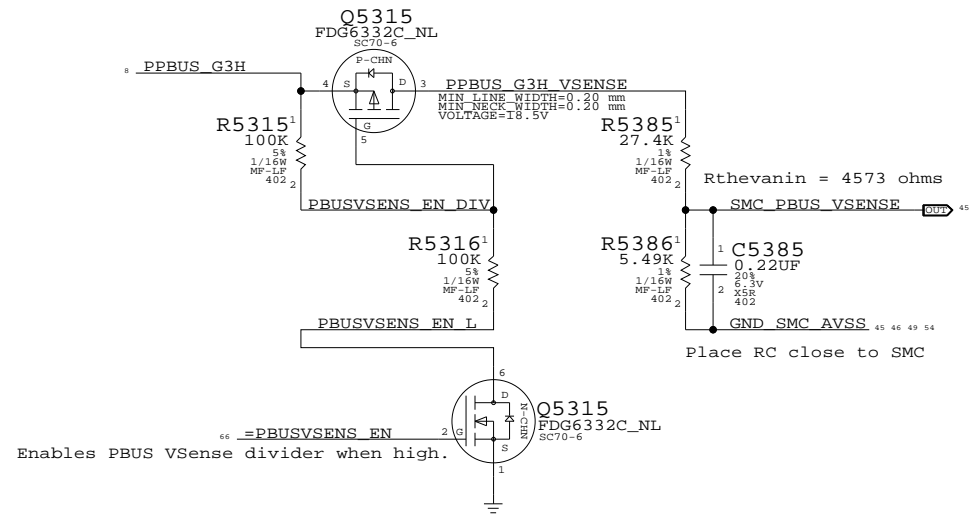 Q5315
FDG6332C_NL
SC70-6
P-CHN
8 PPBUS_G3H
4 S D 3
G
5
PPBUS_G3H_VSENSE
MIN_LINE_WIDTH=0.20 mm
MIN_NECK_WIDTH=0.20 mm
VOLTAGE=18.5V
R5315 1
100K
5%
1/16W
MF-LF
402 2
R5385 1
27.4K
1%
1/16W
MF-LF
402 2
Rthevanin = 4573 ohms
PBUSVSENS_EN_DIV
SMC_PBUS_VSENSE OUT 45
R5316 1
100K
5%
1/16W
MF-LF
402 2
R5386 1
5.49K
1%
1/16W
MF-LF
402 2
1 C5385
0.22UF
20%
6.3V
X5R
2 402
PBUSVSENS_EN_L
GND_SMC_AVSS 45 46 49 54
Place RC close to SMC
6
D
N-CHN
Q5315
FDG6332C_NL
SC70-6
66 =PBUSVSENS_EN 2 G
S
1
Enables PBUS VSense divider when high.